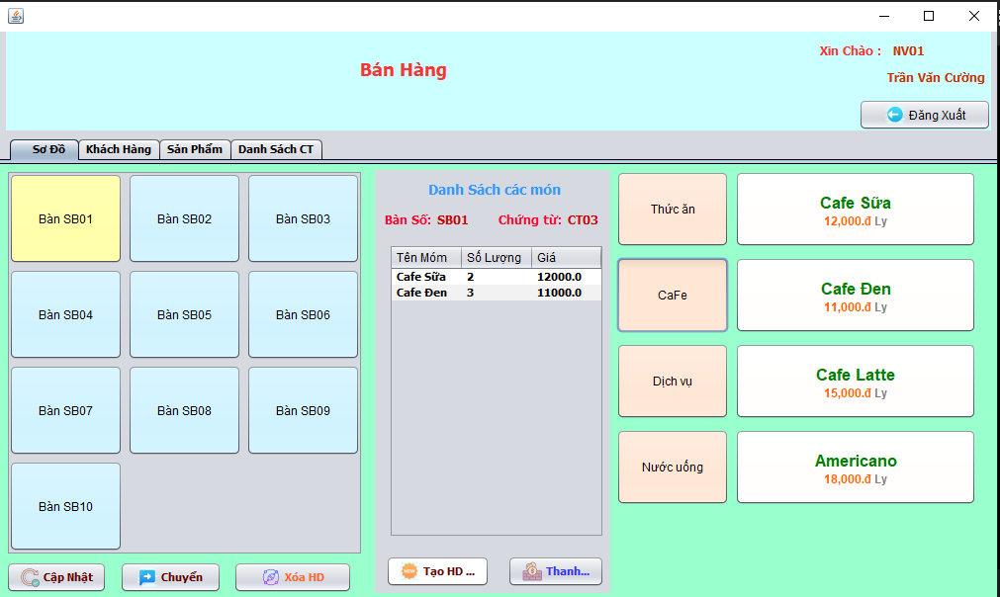 Bán Hàng
Xin Chào : NV01
Trần Văn Cường
Đăng Xuất
Sơ Đồ Khách Hàng Sản Phẩm Danh Sách CT
Bàn SB01 Bàn SB02 Bàn SB03
Bàn SB04 Bàn SB05 Bàn SB06
Bàn SB07 Bàn SB08 Bàn SB09
Bàn SB10
Cập Nhật Chuyển Xóa HD
Danh Sách các món
Bàn Số: SB01 Chứng từ: CT03
Tên Móm Số Lượng Giá
Cafe Sữa 2 12000.0
Cafe Đen 3 11000.0
NEW Tạo HD ... Thanh...
Thức ăn
CaFe
Dịch vụ
Nước uống
Cafe Sữa
12,000.đ Ly
Cafe Đen
11,000.đ Ly
Cafe Latte
15,000.đ Ly
Americano
18,000.đ Ly